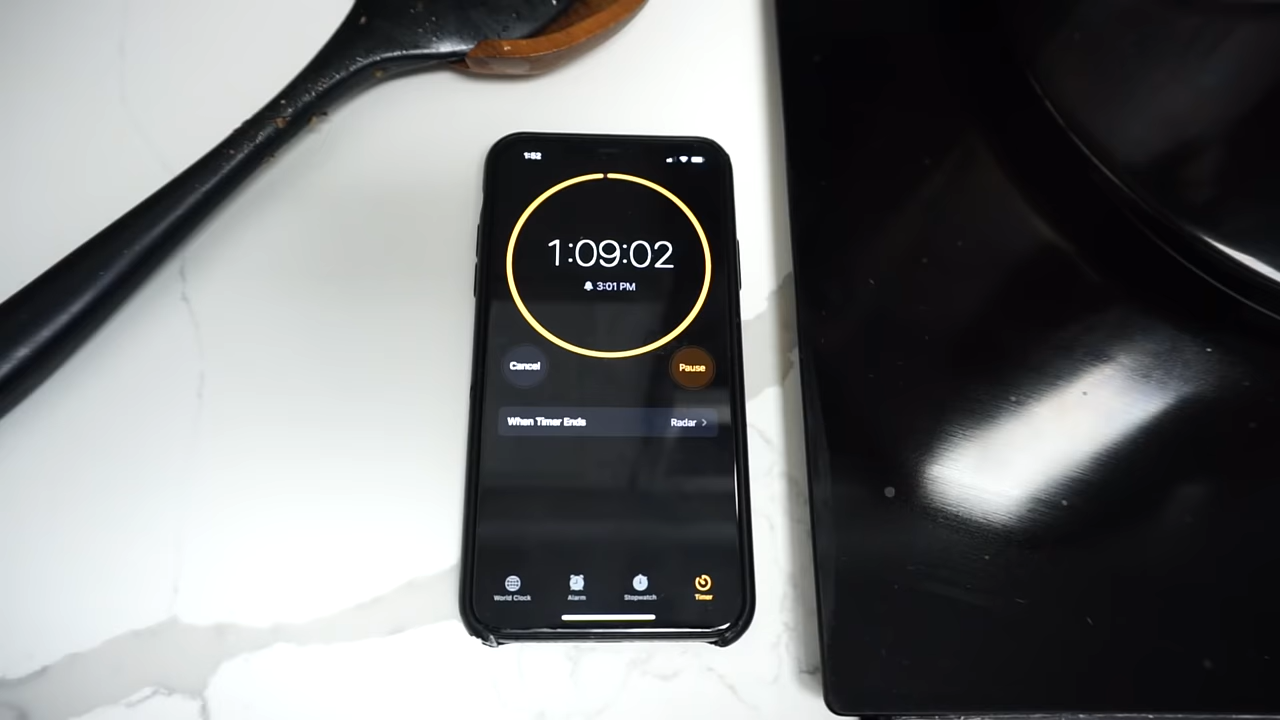 1:52
1:09:02
3:01 PM
Cancel
Pause
When Timer Ends
Radar
World Clock
Alarm
Stopwatch
Timer